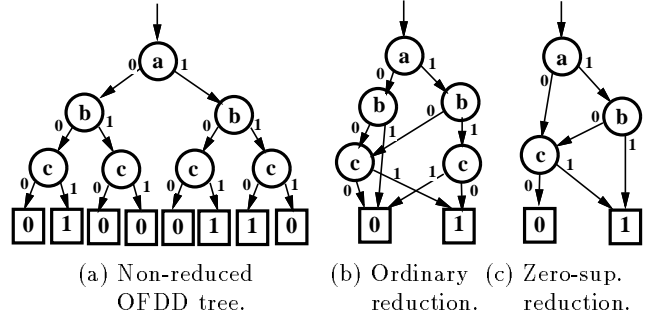 a a a
0 1 0 1 0 1
b b b b b
0 1 0 1 0 1 0 1 0 1
c c c c c c c
0 1 0 1 0 1 0 1 0 1 1 0 0 1
0 1 0 0 0 1 1 0 0 1 0 1
(a) Non-reduced OFDD tree.
(b) Ordinary reduction.
(c) Zero-sup. reduction.